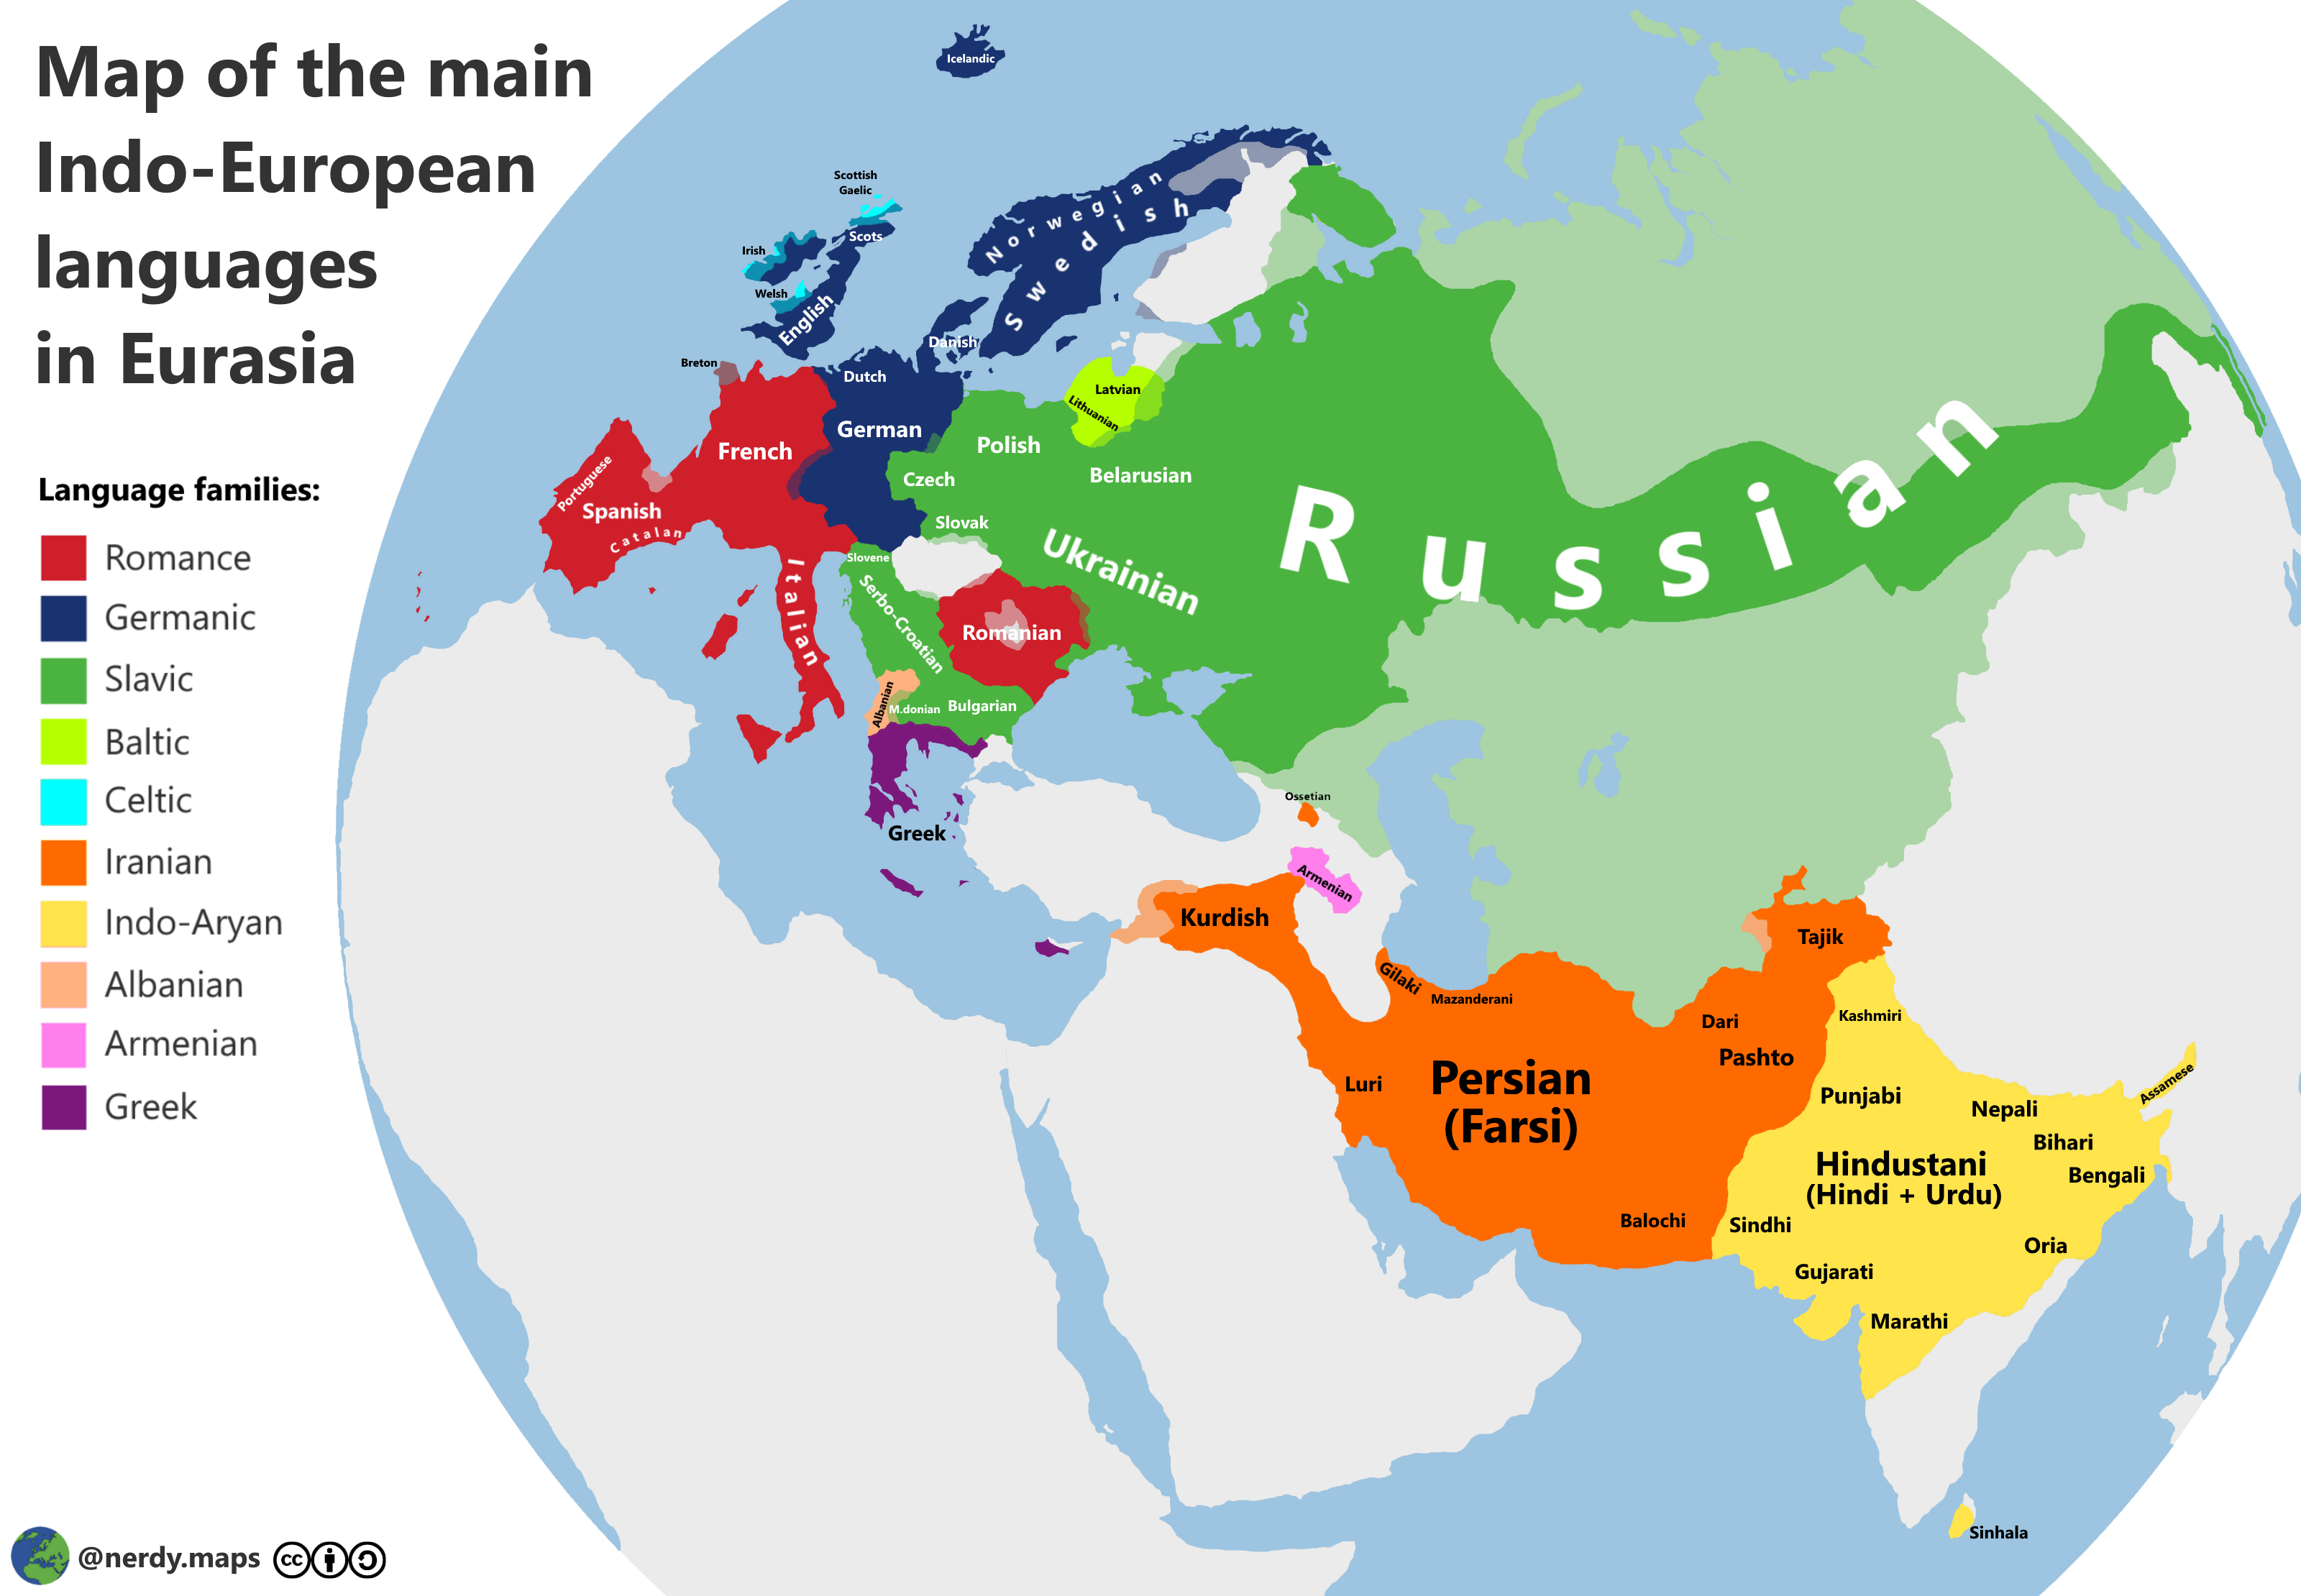 Map of the main
Indo-European
languages
in Eurasia
Language families:
Romance
Germanic
Slavic
Baltic
Celtic
Iranian
Indo-Aryan
Albanian
Armenian
Greek
Icelandic
Scottish
Gaelic
Scots
Irish
Welsh
English
Norwegian
Swedish
Danish
Breton
Dutch
German
French
Portuguese
Spanish
Catalan
Italian
Latvian
Lithuanian
Polish
Belarusian
Czech
Slovak
Ukrainian
Russian
Slovene
Serbo-Croatian
Romanian
Albanian
M.donian
Bulgarian
Greek
Ossetian
Armenian
Kurdish
Gilaki
Mazanderani
Tajik
Dari
Pashto
Luri
Persian
(Farsi)
Balochi
Kashmiri
Punjabi
Nepali
Assamese
Bihari
Hindustani
(Hindi + Urdu)
Bengali
Sindhi
Oria
Gujarati
Marathi
Sinhala
@nerdy.maps
cc